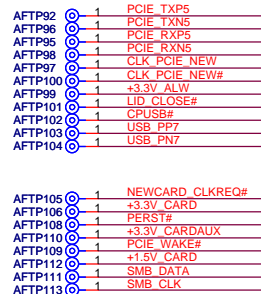 AFTP92 1 PCIE_TXP5
AFTP96 1 PCIE_TXN5
AFTP95 1 PCIE_RXP5
AFTP98 1 PCIE_RXN5
AFTP97 1 CLK_PCIE_NEW
AFTP100 1 CLK_PCIE_NEW#
AFTP99 1 +3.3V_ALW
AFTP101 1 LID_CLOSE#
AFTP102 1 CPUSB#
AFTP103 1 USB_PP7
AFTP104 1 USB_PN7
AFTP105 1 NEWCARD_CLKREQ#
AFTP106 1 +3.3V_CARD
AFTP108 1 PERST#
AFTP110 1 +3.3V_CARDAUX
AFTP109 1 PCIE_WAKE#
AFTP112 1 +1.5V_CARD
AFTP111 1 SMB_DATA
AFTP113 1 SMB_CLK